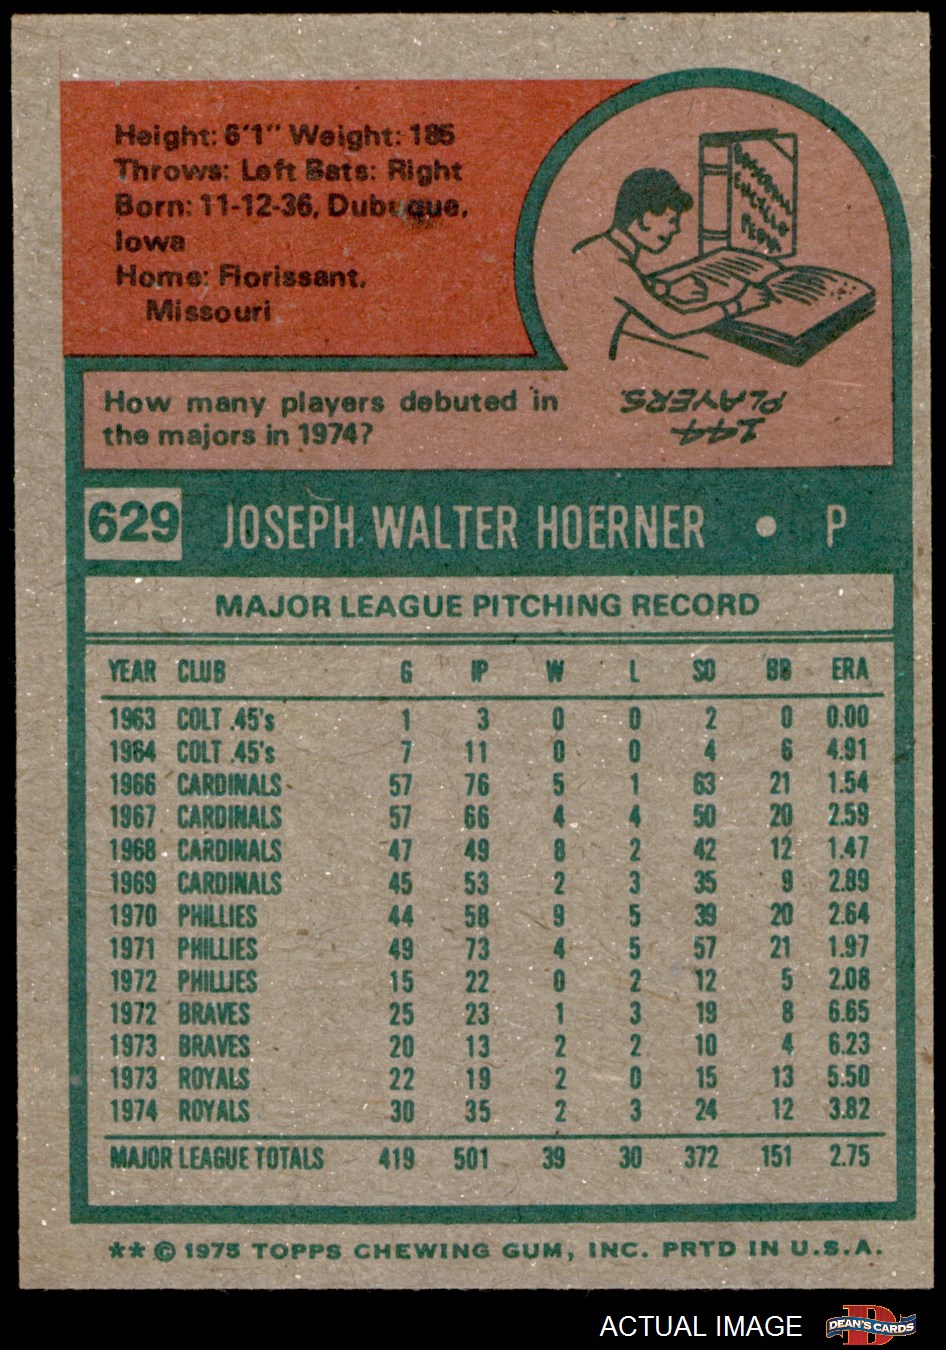 Height: 6'1" Weight: 185
Throws: Left Bats: Right
Born: 11-12-36, Dubuque,
Iowa
Home: Florissant,
Missouri
BASEBALL
ENCYCLO
PEDIA
How many players debuted in
the majors in 1974?
144
PLAYERS
629 JOSEPH WALTER HOERNER • P
MAJOR LEAGUE PITCHING RECORD
YEAR CLUB G IP W L SO BB ERA
1963 COLT .45's 1 3 0 0 2 0 0.00
1964 COLT .45's 7 11 0 0 4 6 4.91
1966 CARDINALS 57 76 5 1 63 21 1.54
1967 CARDINALS 57 66 4 4 50 20 2.59
1968 CARDINALS 47 49 8 2 42 12 1.47
1969 CARDINALS 45 53 2 3 35 9 2.89
1970 PHILLIES 44 58 9 5 39 20 2.64
1971 PHILLIES 49 73 4 5 57 21 1.97
1972 PHILLIES 15 22 0 2 12 5 2.08
1972 BRAVES 25 23 1 3 19 8 6.65
1973 BRAVES 20 13 2 2 10 4 6.23
1973 ROYALS 22 19 2 0 15 13 5.50
1974 ROYALS 30 35 2 3 24 12 3.82
MAJOR LEAGUE TOTALS 419 501 39 30 372 151 2.75
** © 1975 TOPPS CHEWING GUM, INC. PRTD IN U.S.A.
ACTUAL IMAGE DEAN'S CARDS